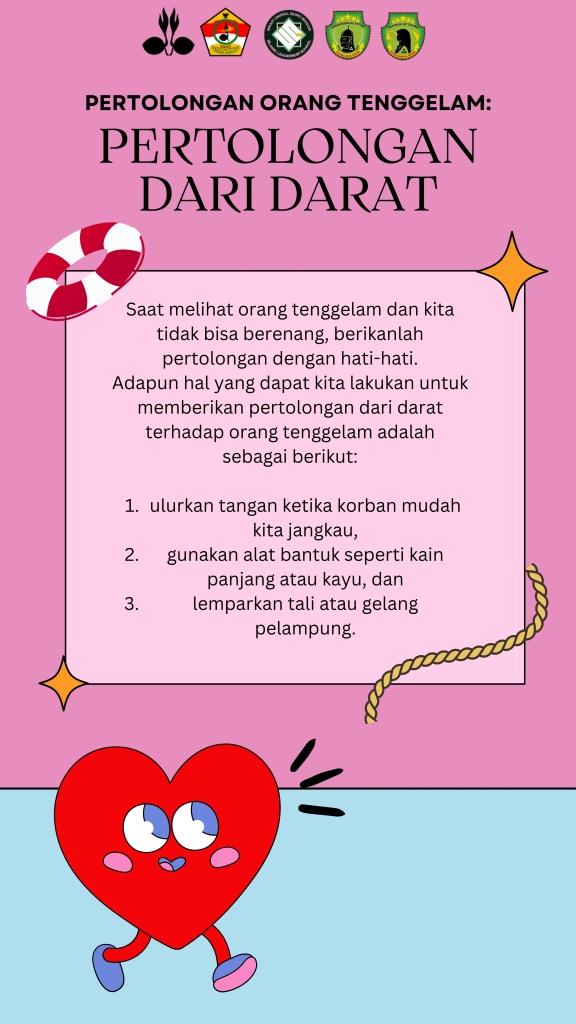 PERTOLONGAN ORANG TENGGELAM:
PERTOLONGAN
DARI DARAT
Saat melihat orang tenggelam dan kita
tidak bisa berenang, berikanlah
pertolongan dengan hati-hati.
Adapun hal yang dapat kita lakukan untuk
memberikan pertolongan dari darat
terhadap orang tenggelam adalah
sebagai berikut:
1. ulurkan tangan ketika korban mudah
kita jangkau,
2. gunakan alat bantuk seperti kain
panjang atau kayu, dan
3. lemparkan tali atau gelang
pelampung.